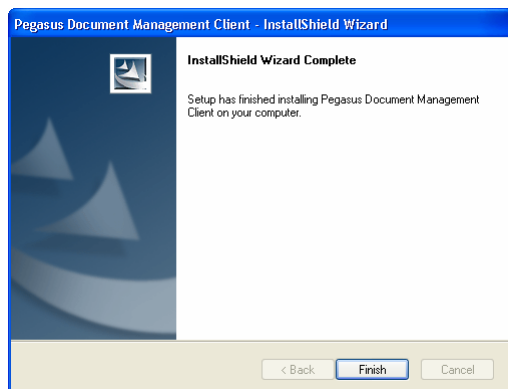 Pegasus Document Management Client - InstallShield Wizard
InstallShield Wizard Complete
Setup has finished installing Pegasus Document Management
Client on your computer.
< Back
Finish
Cancel